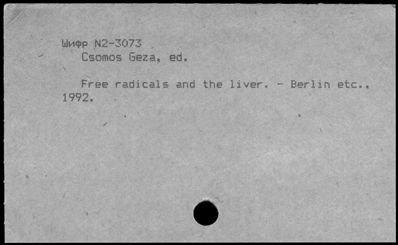 Шифр N2-3073
Csomos Geza, ed.
Free radicals and the liver. - Berlin etc.,
1992.